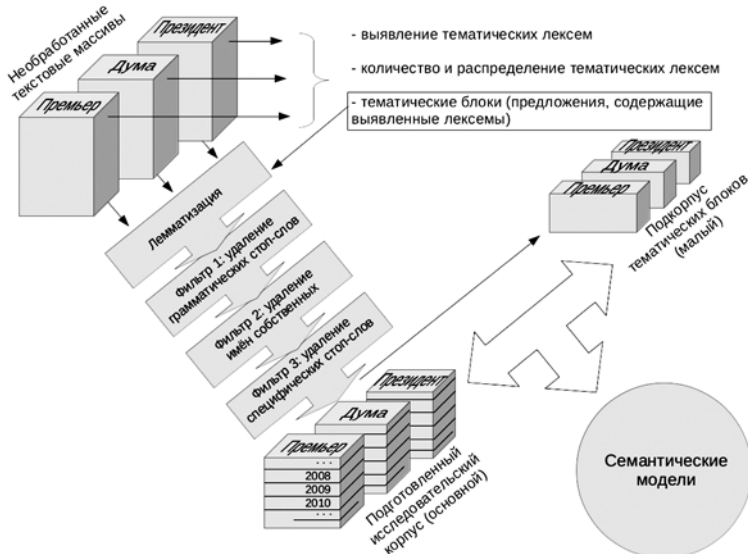 Необработанные
текстовые массивы
Президент
Дума
Премьер
- выявление тематических лексем
- количество и распределение тематических лексем
- тематические блоки (предложения, содержащие
выявленные лексемы)
Президент
Дума
Премьер
Подкорпус
тематических блоков
(малый)
Лемматизация
Фильтр 1: удаление
грамматических стоп-слов
Фильтр 2: удаление
имён собственных
Фильтр 3: удаление
специфических стоп-слов
Президент
Дума
Премьер
...
2008
2009
2010
...
Подготовленный
исследовательский
корпус (основной)
Семантические
модели